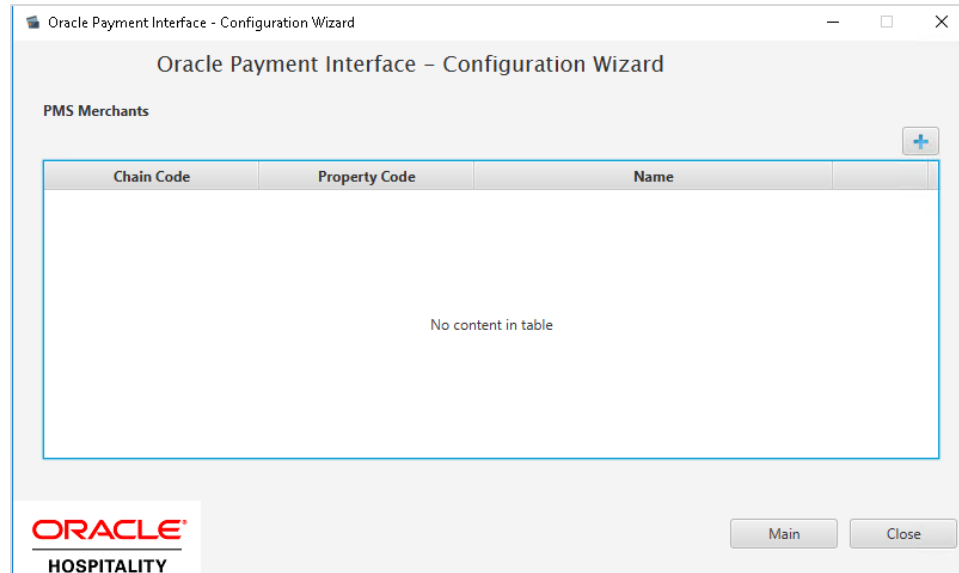 Oracle Payment Interface - Configuration Wizard
Oracle Payment Interface – Configuration Wizard
PMS Merchants
Chain Code Property Code Name
No content in table
ORACLE®
HOSPITALITY
Main Close